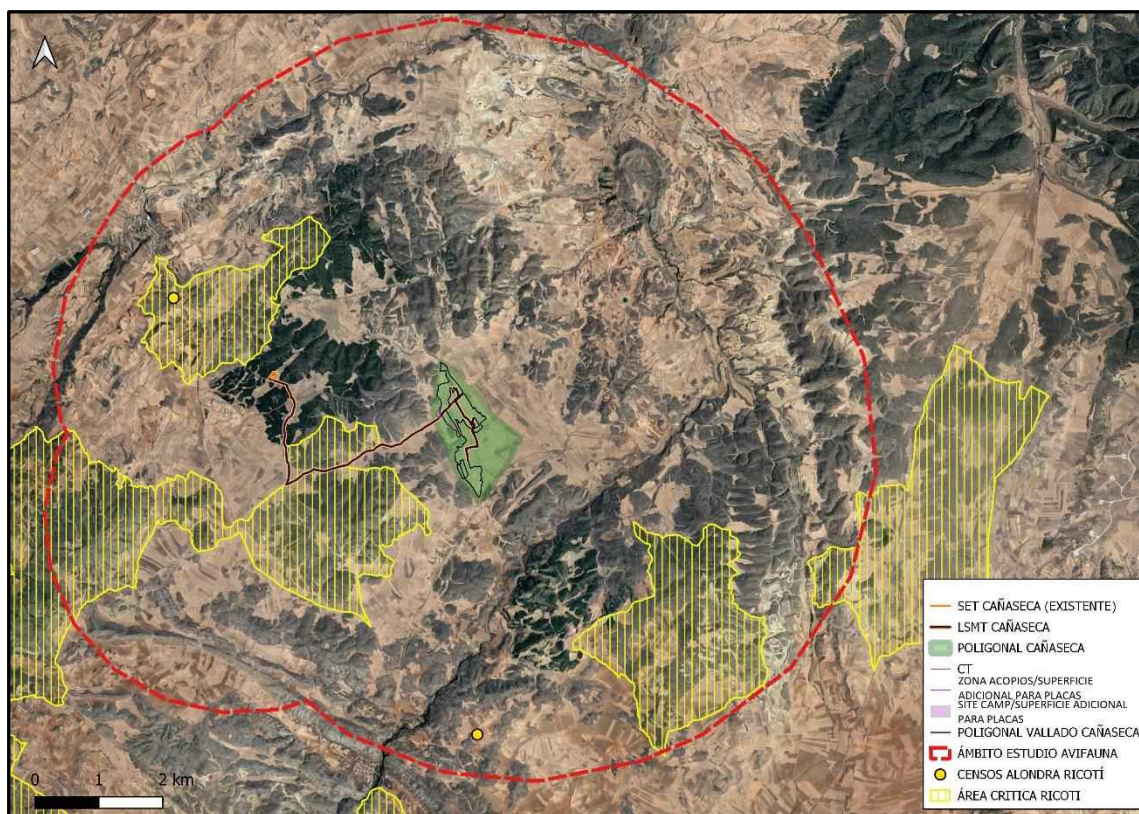 0 1 2 km
SET CAÑASECA (EXISTENTE)
LSMT CAÑASECA
POLIGONAL CAÑASECA
CT
ZONA ACOPIOS/SUPERFICIE
ADICIONAL PARA PLACAS
SITE CAMP/SUPERFICIE ADICIONAL
PARA PLACAS
POLIGONAL VALLADO CAÑASECA
ÁMBITO ESTUDIO AVIFAUNA
CENSOS ALONDRA RICOTÍ
ÁREA CRITICA RICOTI